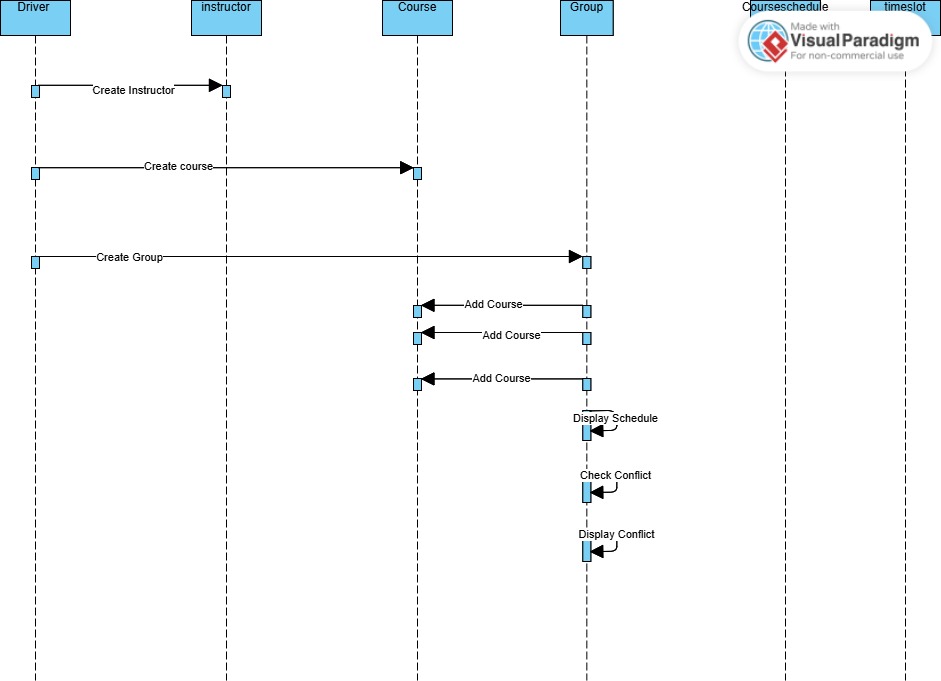 Driver
instructor
Course
Group
Courseschedule
timeslot
Made with
Visual Paradigm
For non-commercial use
Create Instructor
Create course
Create Group
Add Course
Add Course
Add Course
Display Schedule
Check Conflict
Display Conflict